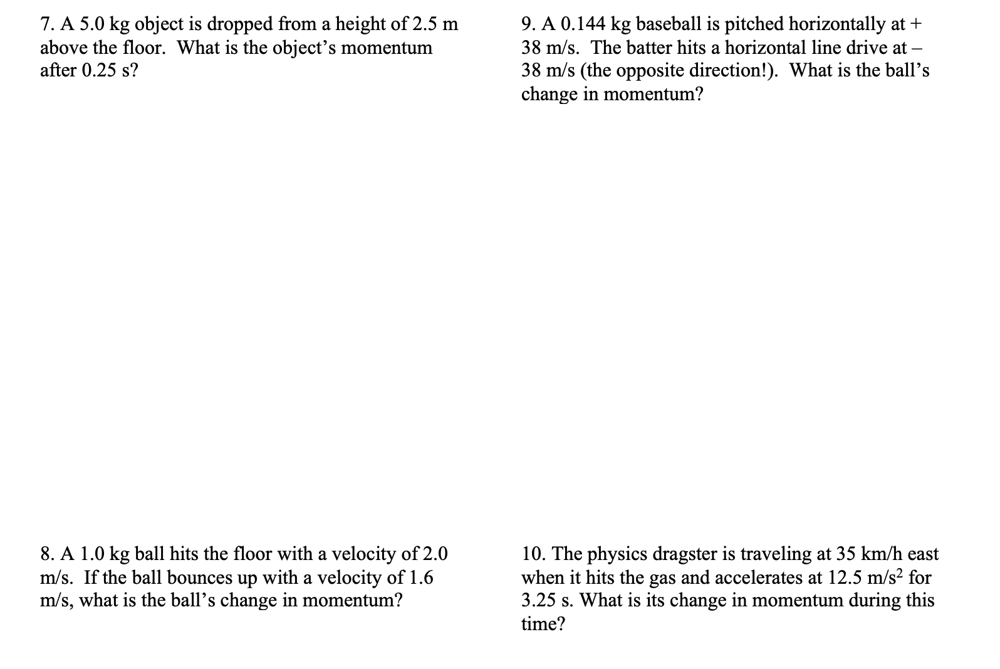 7. A 5.0 kg object is dropped from a height of 2.5 m
above the floor.  What is the object’s momentum
after 0.25 s?
8. A 1.0 kg ball hits the floor with a velocity of 2.0
m/s.  If the ball bounces up with a velocity of 1.6
m/s, what is the ball’s change in momentum?
9. A 0.144 kg baseball is pitched horizontally at +
38 m/s.  The batter hits a horizontal line drive at –
38 m/s (the opposite direction!).  What is the ball’s
change in momentum?
10. The physics dragster is traveling at 35 km/h east
when it hits the gas and accelerates at 12.5 m/s² for
3.25 s. What is its change in momentum during this
time?